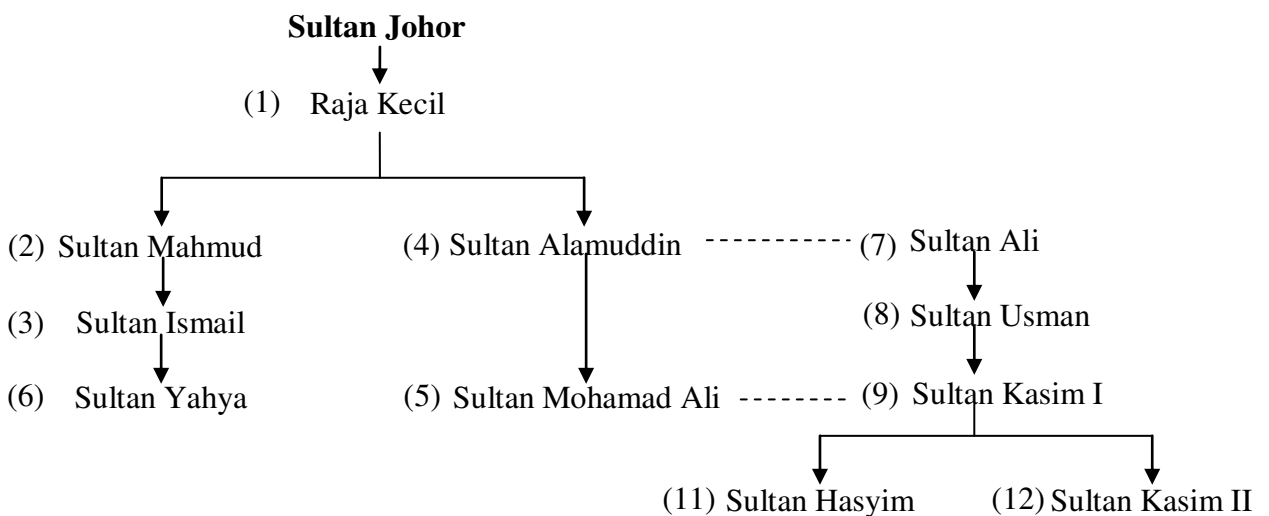 Sultan Johor
(1) Raja Kecil
(2) Sultan Mahmud (4) Sultan Alamuddin (7) Sultan Ali
(3) Sultan Ismail (8) Sultan Usman
(6) Sultan Yahya (5) Sultan Mohamad Ali (9) Sultan Kasim I
(11) Sultan Hasyim (12) Sultan Kasim II